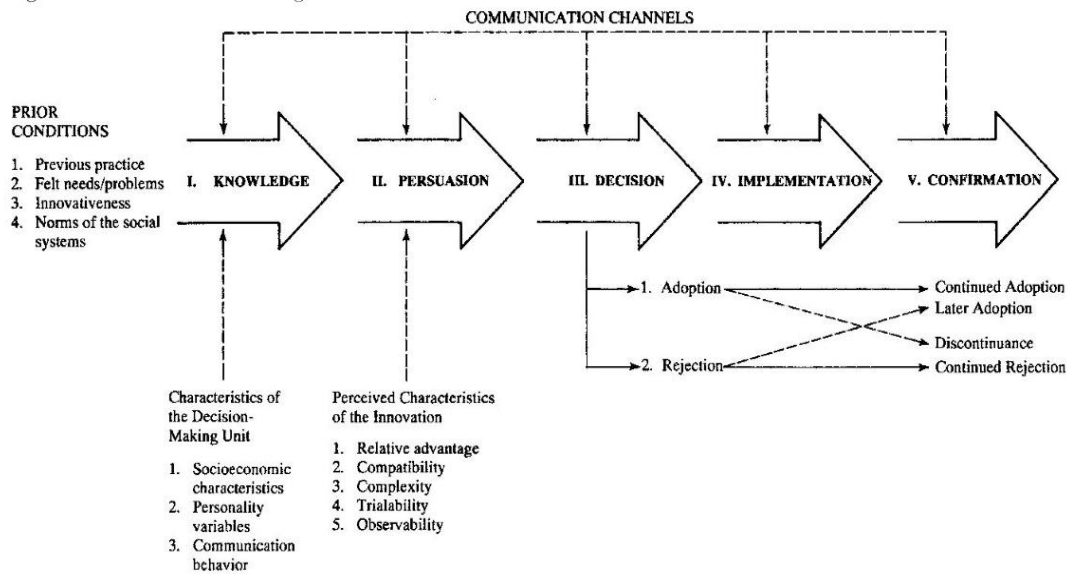 COMMUNICATION CHANNELS
PRIOR
CONDITIONS
1. Previous practice
2. Felt needs/problems
3. Innovativeness
4. Norms of the social
systems
I. KNOWLEDGE
II. PERSUASION
III. DECISION
IV. IMPLEMENTATION
V. CONFIRMATION
1. Adoption
2. Rejection
Continued Adoption
Later Adoption
Discontinuance
Continued Rejection
Characteristics of
the Decision-
Making Unit
1. Socioeconomic
characteristics
2. Personality
variables
3. Communication
behavior
Perceived Characteristics
of the Innovation
1. Relative advantage
2. Compatibility
3. Complexity
4. Trialability
5. Observability